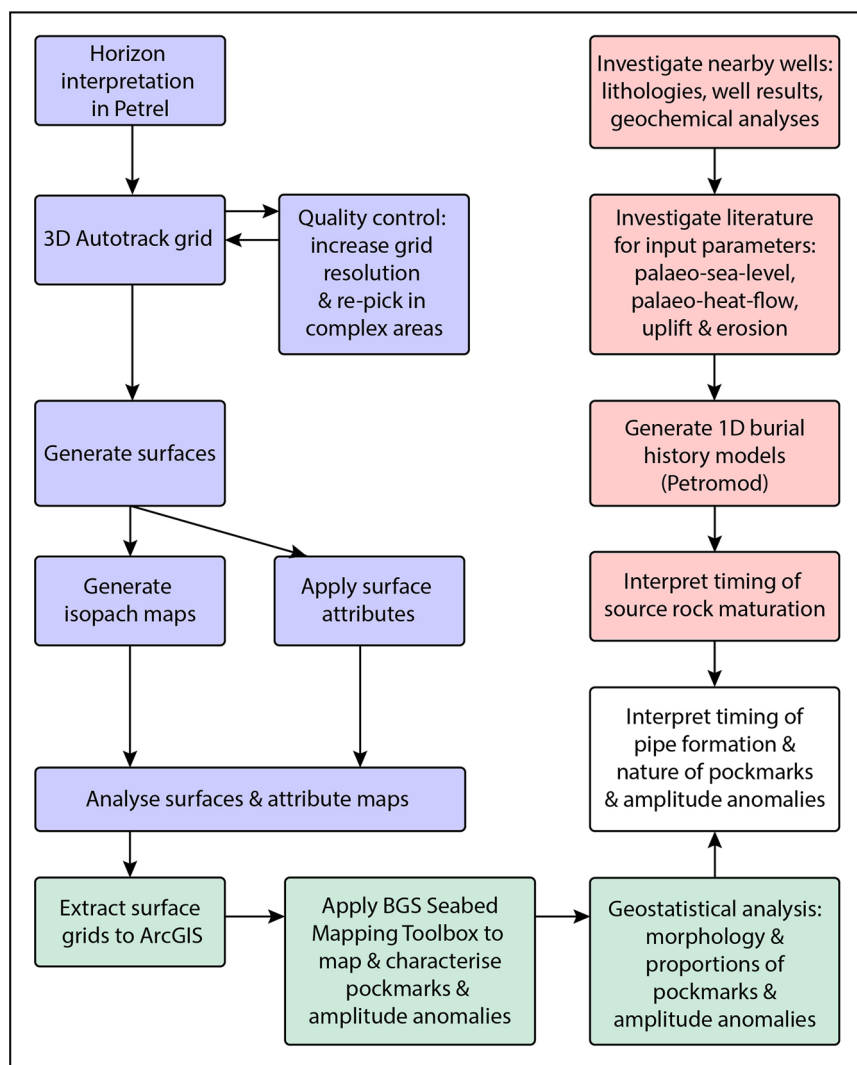 Horizon
interpretation
in Petrel
3D Autotrack grid
Quality control:
increase grid
resolution
& re-pick in
complex areas
Generate surfaces
Generate
isopach maps
Apply surface
attributes
Analyse surfaces & attribute maps
Extract surface
grids to ArcGIS
Apply BGS Seabed
Mapping Toolbox to
map & characterise
pockmarks &
amplitude anomalies
Geostatistical analysis:
morphology &
proportions of
pockmarks &
amplitude anomalies
Investigate nearby wells:
lithologies, well results,
geochemical analyses
Investigate literature
for input parameters:
palaeo-sea-level,
palaeo-heat-flow,
uplift & erosion
Generate 1D burial
history models
(Petromod)
Interpret timing of
source rock maturation
Interpret timing of
pipe formation &
nature of pockmarks
& amplitude anomalies